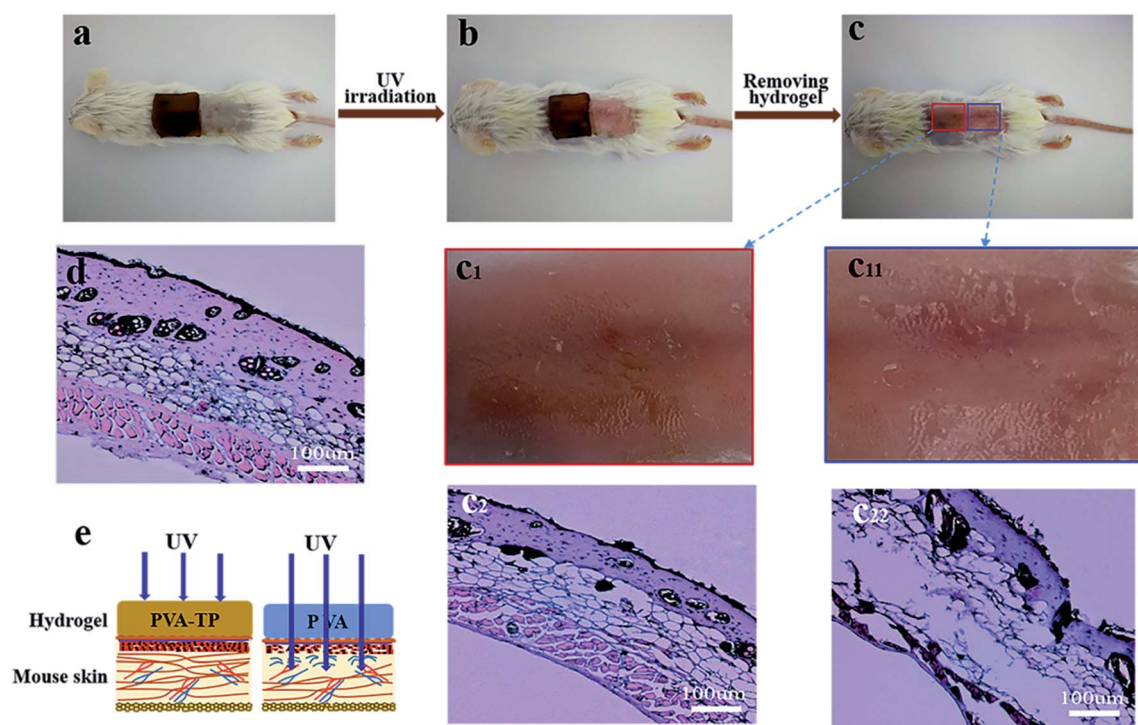 a
UV
irradiation
b
Removing
hydrogel
c
d
100um
c1
c11
e
UV
UV
Hydrogel
PVA-TP
PVA
Mouse skin
c2
100um
c22
100um